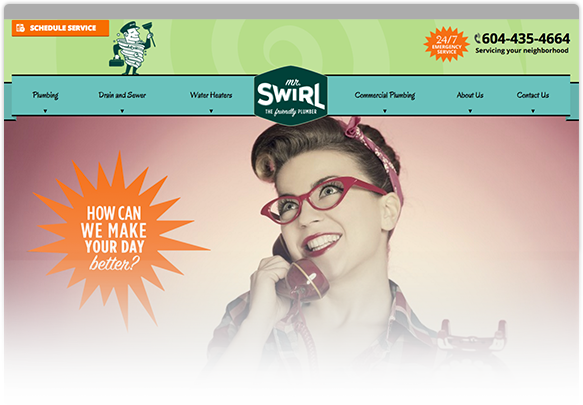 SCHEDULE SERVICE
24/7
EMERGENCY
SERVICE
604-435-4664
Servicing your neighborhood
Plumbing
Drain and Sewer
Water Heaters
mr.
SWIRL
THE friendly PLUMBER
Commercial Plumbing
About Us
Contact Us
HOW CAN
WE MAKE
YOUR DAY
better?